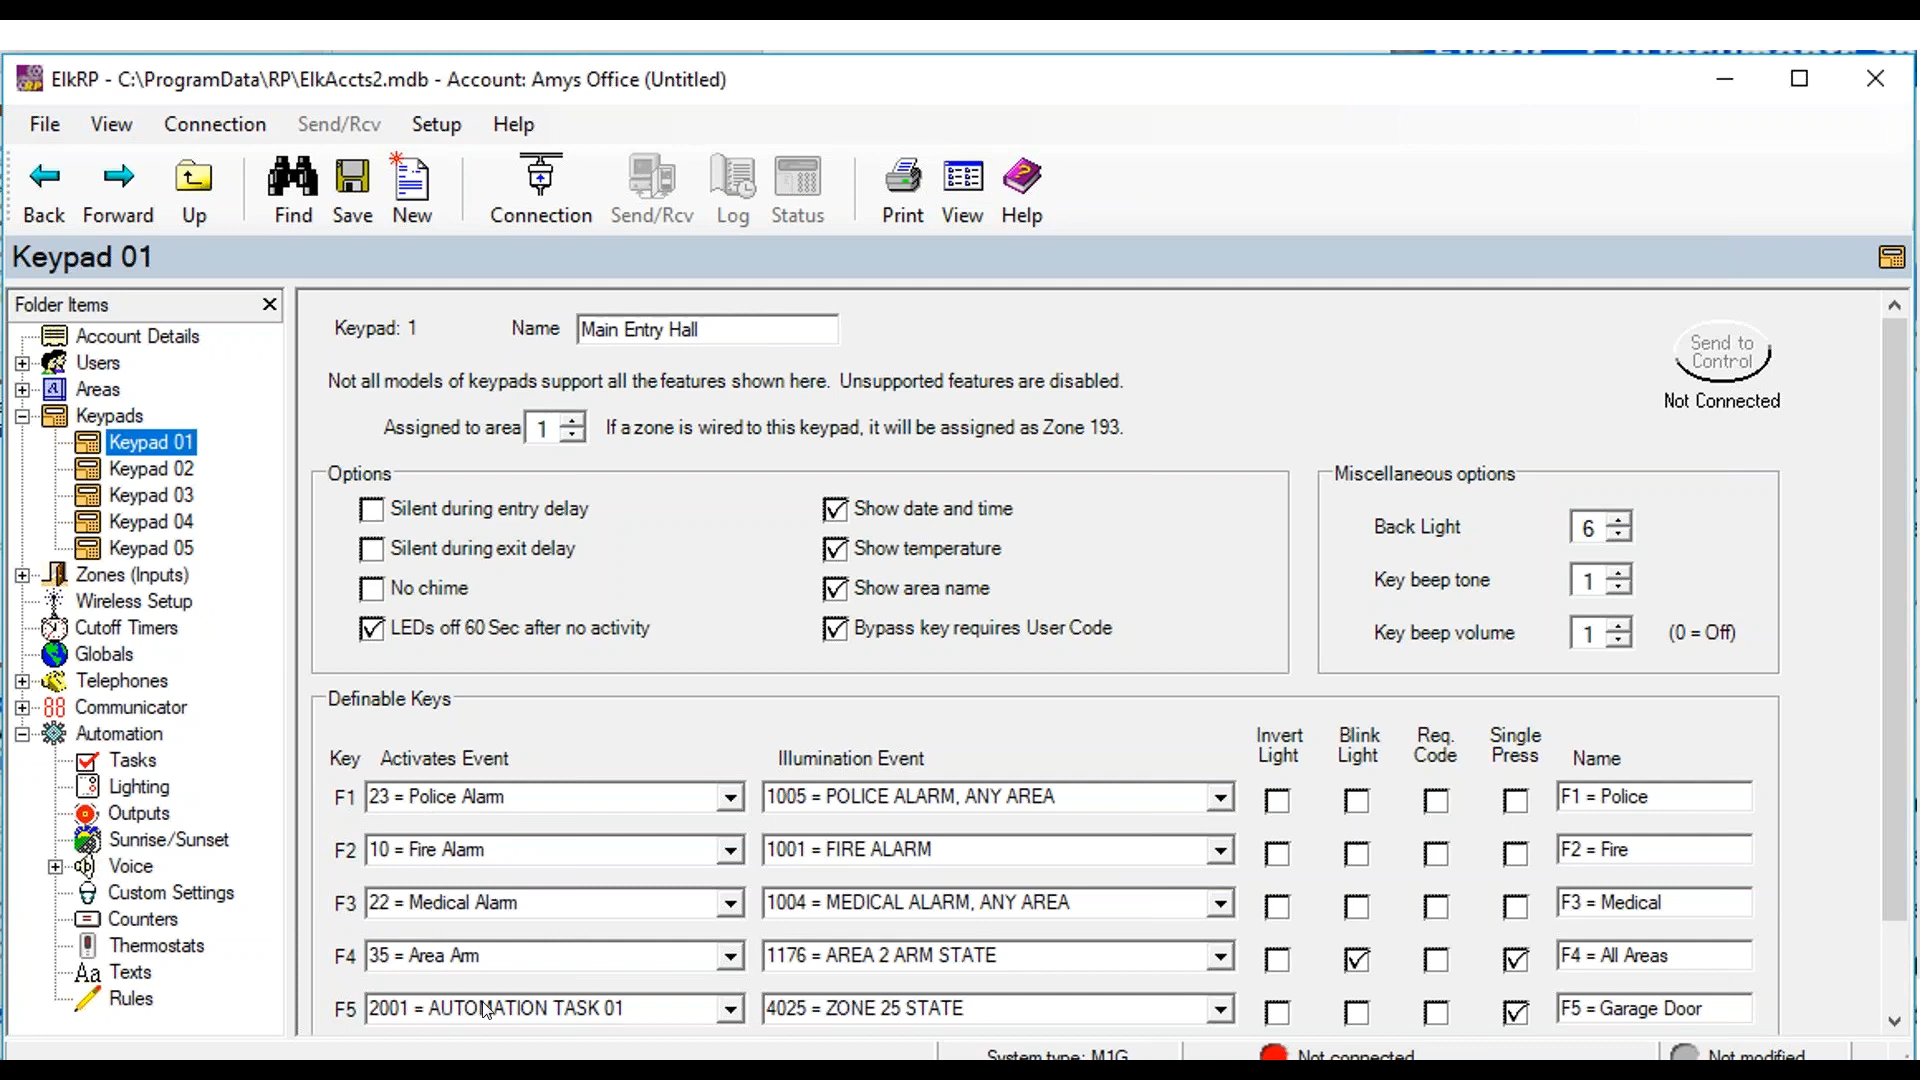 ElkRP - C:\ProgramData\RP\ElkAccts2.mdb - Account: Amys Office (Untitled)
File View Connection Send/Rcv Setup Help
Back Forward Up Find Save New Connection Send/Rcv Log Status Print View Help
Keypad 01
Folder Items
Account Details
Users
Areas
Keypads
Keypad 01
Keypad 02
Keypad 03
Keypad 04
Keypad 05
Zones (Inputs)
Wireless Setup
Cutoff Timers
Globals
Telephones
Communicator
Automation
Tasks
Lighting
Outputs
Sunrise/Sunset
Voice
Custom Settings
Counters
Thermostats
Texts
Rules
Keypad: 1 Name Main Entry Hall
Send to
Control
Not Connected
Not all models of keypads support all the features shown here. Unsupported features are disabled.
Assigned to area 1 If a zone is wired to this keypad, it will be assigned as Zone 193.
Options
Silent during entry delay
Silent during exit delay
No chime
LEDs off 60 Sec after no activity
Show date and time
Show temperature
Show area name
Bypass key requires User Code
Miscellaneous options
Back Light 6
Key beep tone 1
Key beep volume 1 (0 = Off)
Definable Keys
Key Activates Event Illumination Event Invert Light Blink Light Req. Code Single Press Name
F1 23 = Police Alarm 1005 = POLICE ALARM, ANY AREA F1 = Police
F2 10 = Fire Alarm 1001 = FIRE ALARM F2 = Fire
F3 22 = Medical Alarm 1004 = MEDICAL ALARM, ANY AREA F3 = Medical
F4 35 = Area Arm 1176 = AREA 2 ARM STATE F4 = All Areas
F5 2001 = AUTOMATION TASK 01 4025 = ZONE 25 STATE F5 = Garage Door
System type: M1G Not connected Not modified